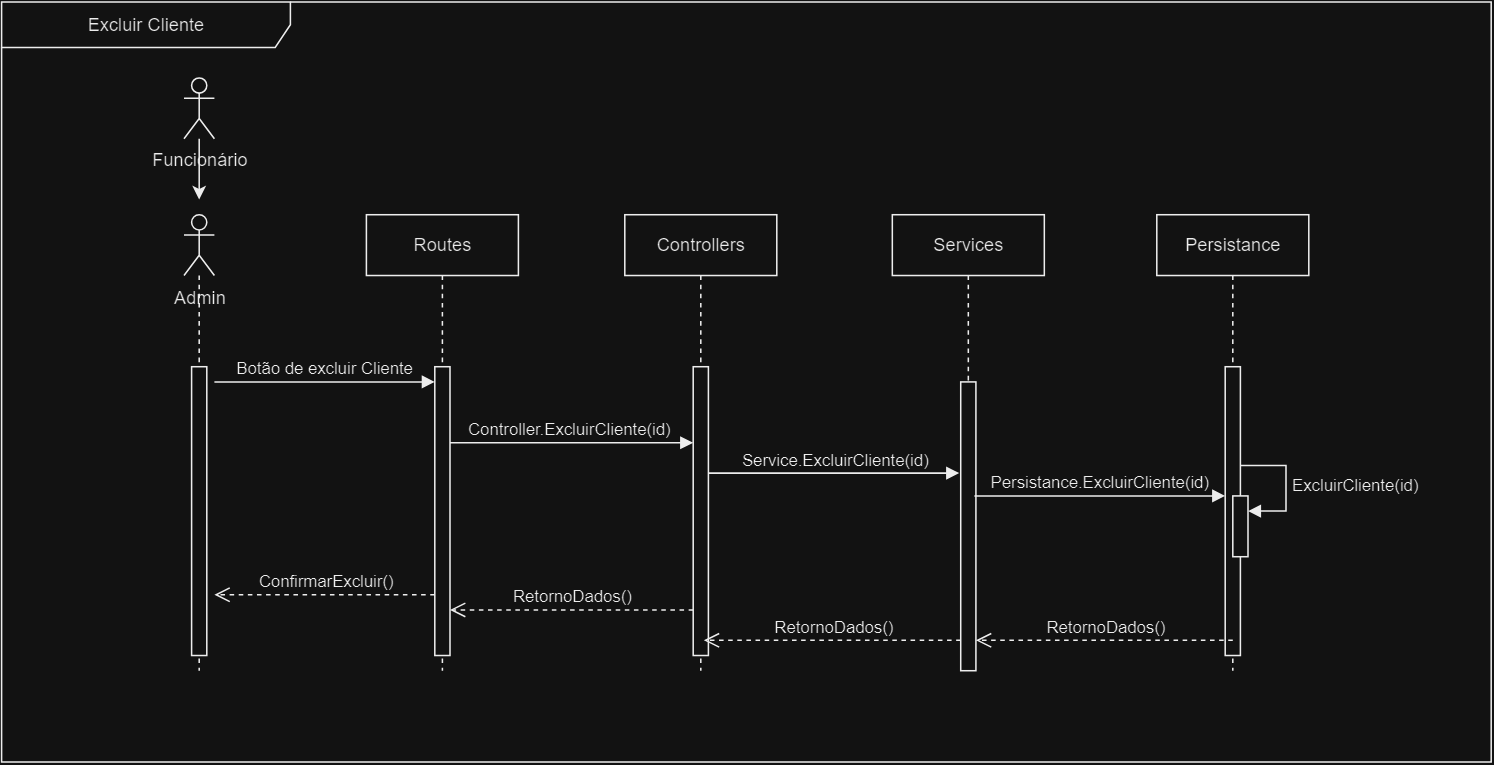 Excluir Cliente
Funcionário
Admin
Routes
Controllers
Services
Persistance
Botão de excluir Cliente
Controller.ExcluirCliente(id)
Service.ExcluirCliente(id)
Persistance.ExcluirCliente(id)
ExcluirCliente(id)
ConfirmarExcluir()
RetornoDados()
RetornoDados()
RetornoDados()